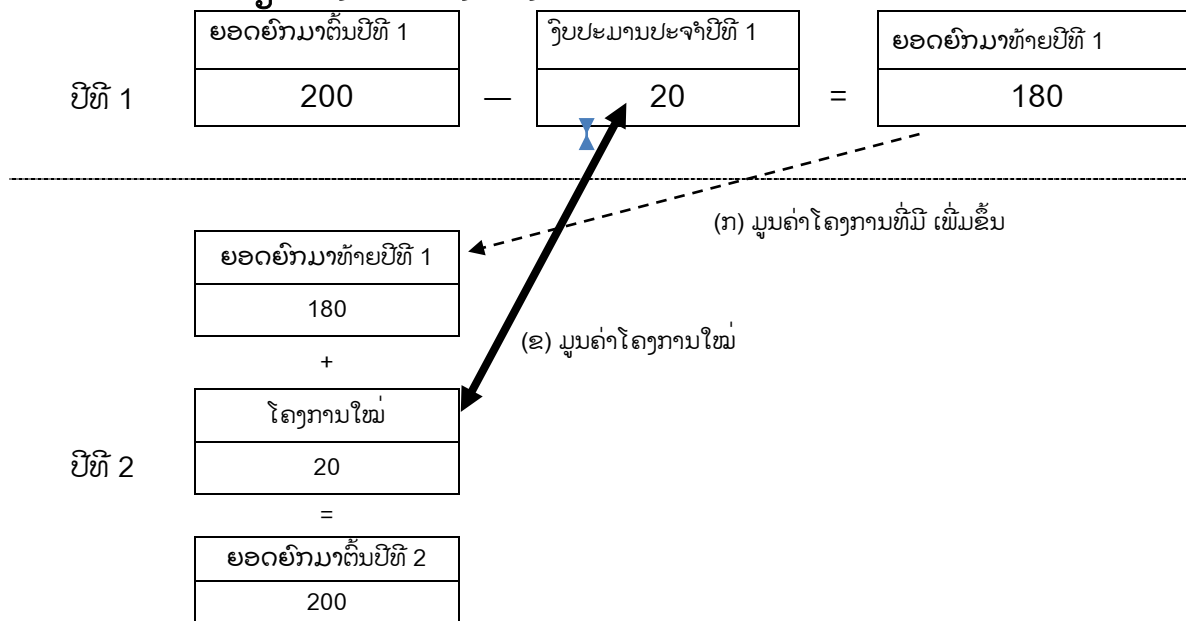 ຍອດຍົກມາຕົ້ນປີທີ 1
ງົບປະມານປະຈຳປີທີ 1
ຍອດຍົກມາທ້າຍປີທີ 1
ປີທີ 1
200
—
20
=
180
(ກ) ມູນຄ່າໂຄງການທີ່ມີ ເພີ່ມຂຶ້ນ
ຍອດຍົກມາທ້າຍປີທີ 1
180
(ຂ) ມູນຄ່າໂຄງການໃໝ່
+
ໂຄງການໃໝ່
ປີທີ 2
20
=
ຍອດຍົກມາຕົ້ນປີທີ 2
200